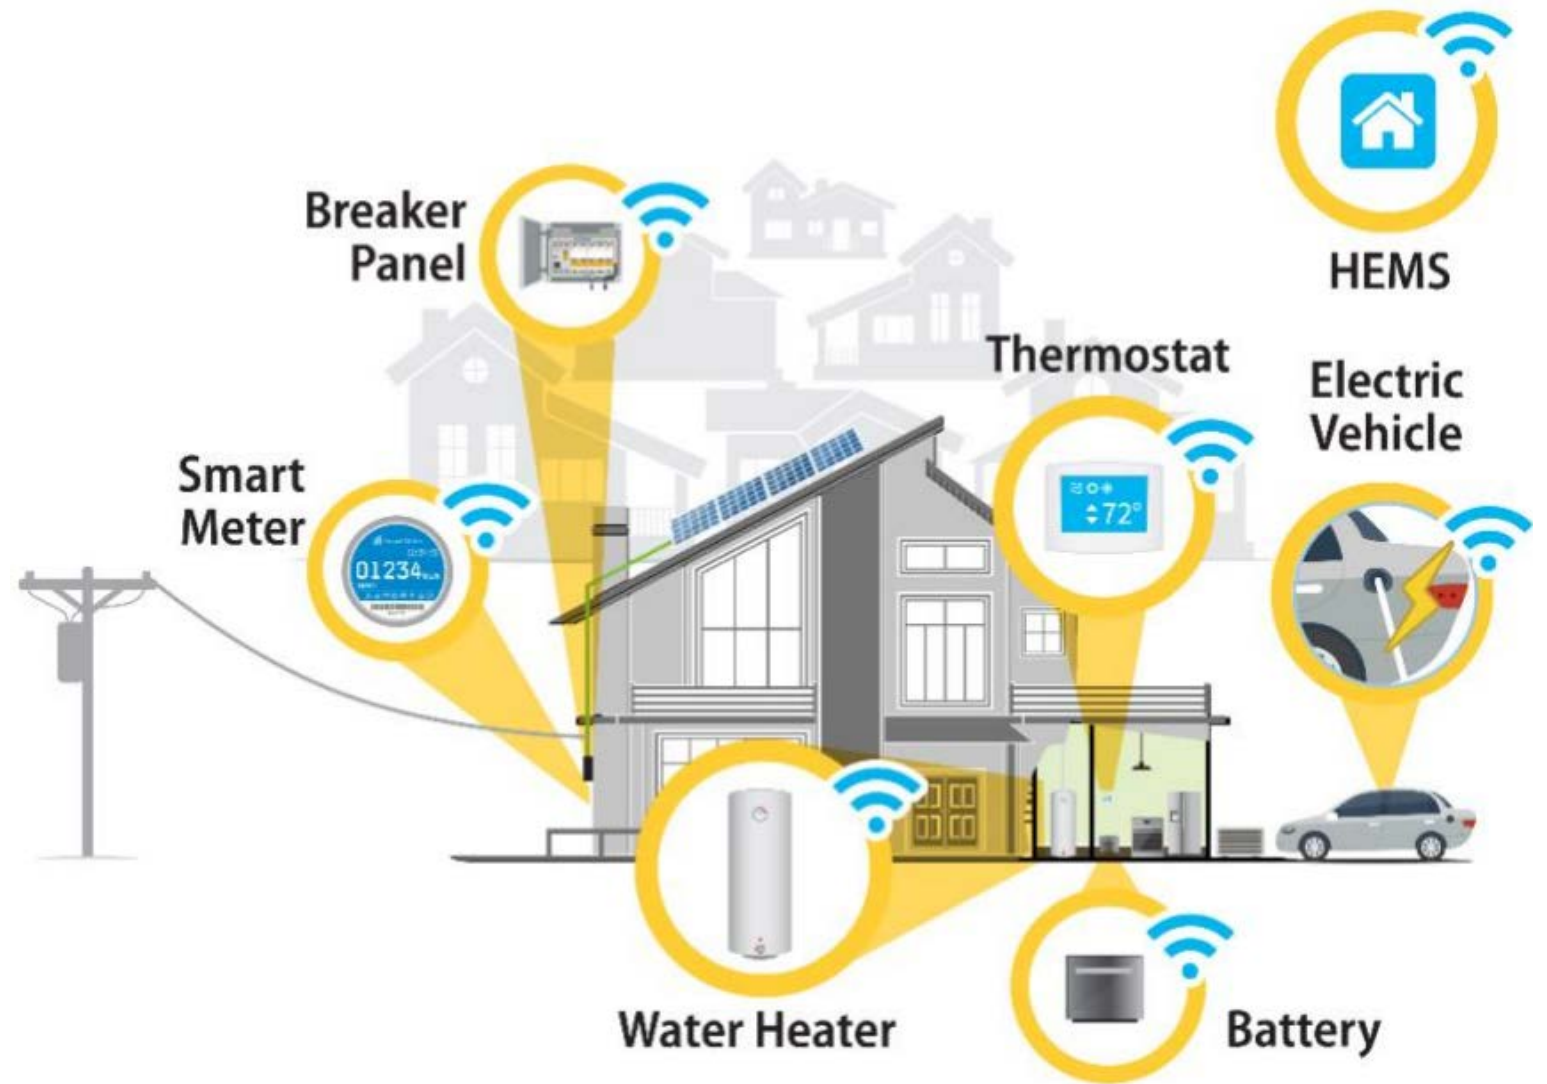 HEMS
Breaker
Panel
Thermostat
Electric
Vehicle
Smart
Meter
72°
01234
Water Heater
Battery